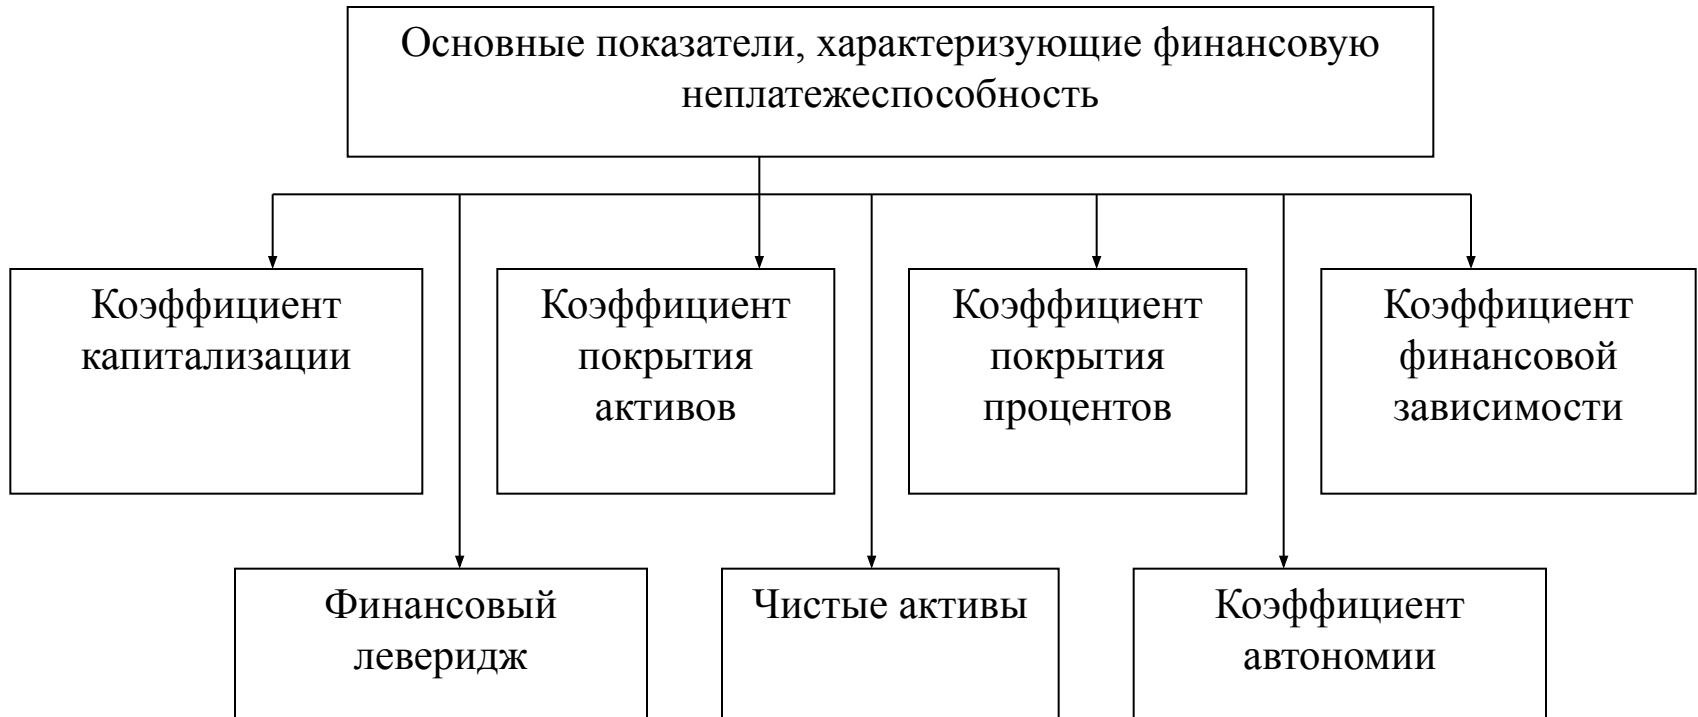 Основные показатели, характеризующие финансовую
неплатежеспособность
Коэффициент
капитализации
Коэффициент
покрытия
активов
Коэффициент
покрытия
процентов
Коэффициент
финансовой
зависимости
Финансовый
леверидж
Чистые активы
Коэффициент
автономии